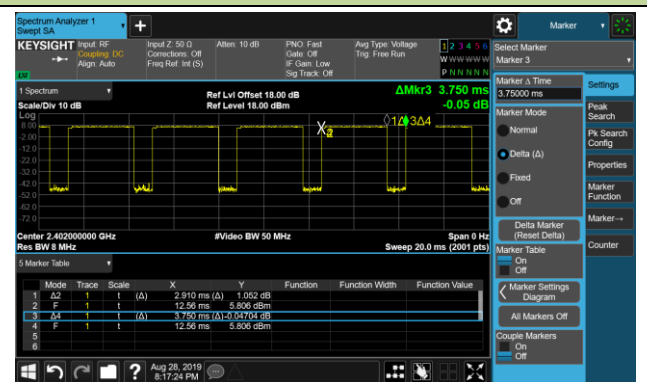 Spectrum Analyzer 1
Swept SA
+
Marker
KEYSIGHT
Input: RF
Coupling: DC
Align: Auto
Input Z: 50 Ω
Corrections: Off
Freq Ref: Int (S)
Atten: 10 dB
PNO: Fast
Gate: Off
IF Gain: Low
Sig Track: Off
Avg Type: Voltage
Trig: Free Run
1 2 3 4 5 6
W W W W W W
P N N N N N
Select Marker
Marker 3
1 Spectrum
Scale/Div 10 dB
Ref Lvl Offset 18.00 dB
Ref Level 18.00 dBm
ΔMkr3 3.750 ms
-0.05 dB
Log
8.00
-2.00
-12.0
-22.0
-32.0
-42.0
-52.0
-62.0
-72.0
X2
1Δ 3Δ4
Center 2.402000000 GHz
Res BW 8 MHz
#Video BW 50 MHz
Span 0 Hz
Sweep 20.0 ms (2001 pts)
5 Marker Table
Mode Trace Scale X Y Function Function Width Function Value
1 Δ2 1 t (Δ) 2.910 ms (Δ) 1.052 dB
2 F 1 t 12.56 ms 5.806 dBm
3 Δ4 1 t (Δ) 3.750 ms (Δ) -0.04704 dB
4 F 1 t 12.56 ms 5.806 dBm
5
6
Aug 28, 2019
8:17:24 PM
Marker Δ Time
3.75000 ms
Marker Mode
Normal
Delta (Δ)
Fixed
Off
Delta Marker
(Reset Delta)
Marker Table
On
Off
Marker Settings
Diagram
All Markers Off
Couple Markers
On
Off
Settings
Peak
Search
Pk Search
Config
Properties
Marker
Function
Marker→
Counter